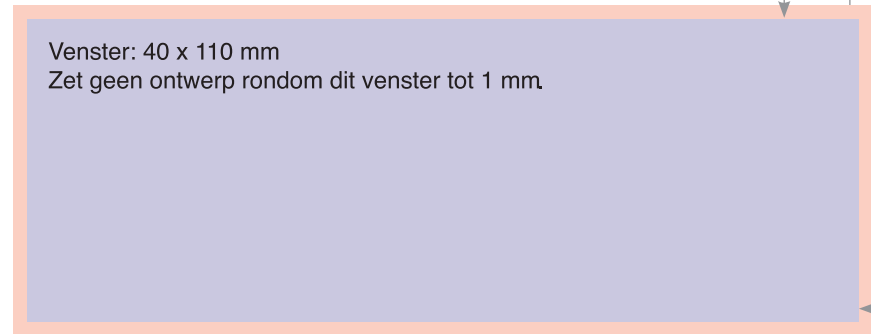 Venster: 40 x 110 mm
Zet geen ontwerp rondom dit venster tot 1 mm.